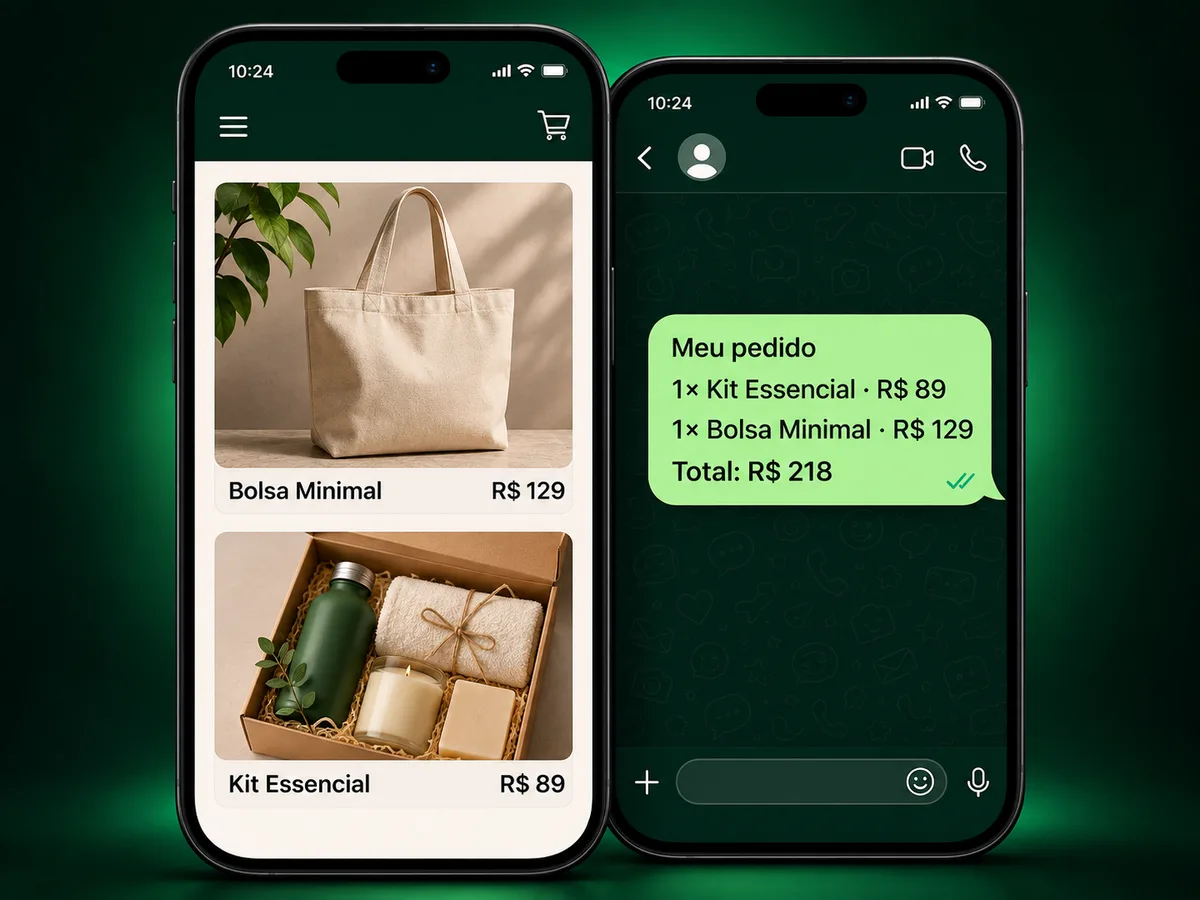 10:24
Bolsa Minimal R$ 129
Kit Essencial R$ 89
10:24
Meu pedido
1× Kit Essencial · R$ 89
1× Bolsa Minimal · R$ 129
Total: R$ 218